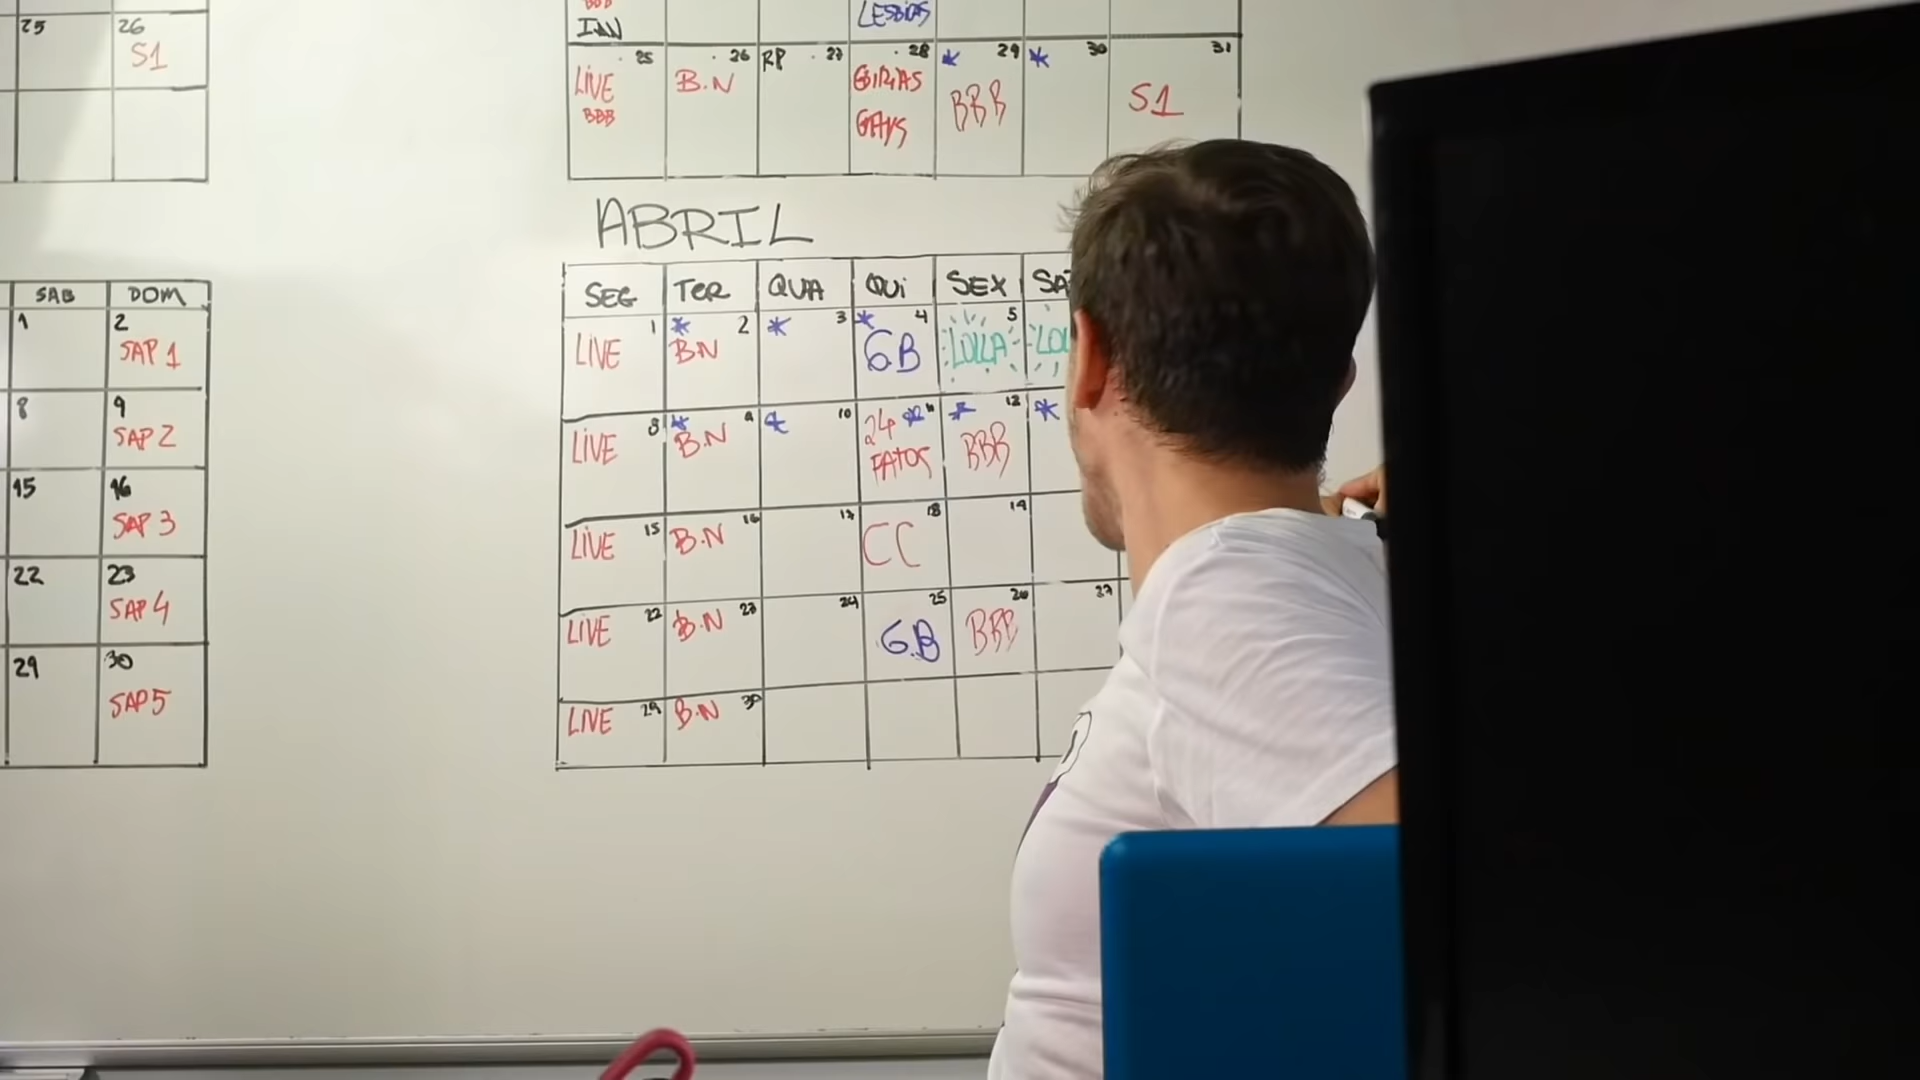 25 26
S1
IAN LESBICAS
25 26 RP 27 28 29 30 31
LIVE B.N GÍRIAS BBB S1
BBB GAYS
ABRIL
SEG TER QUA QUI SEX
1 * 2 * 3 * 4 5
LIVE B.N G.B LOLLA
8 * 9 * 10 24 * 11 * 12 *
LIVE B.N FATOS BBB
15 16 17 18 19
LIVE B.N CC
22 23 24 25 26 27
LIVE B.N G.B BBB
29 30
LIVE B.N
SAB DOM
1 2
SAP 1
8 9
SAP 2
15 16
SAP 3
22 23
SAP 4
29 30
SAP 5